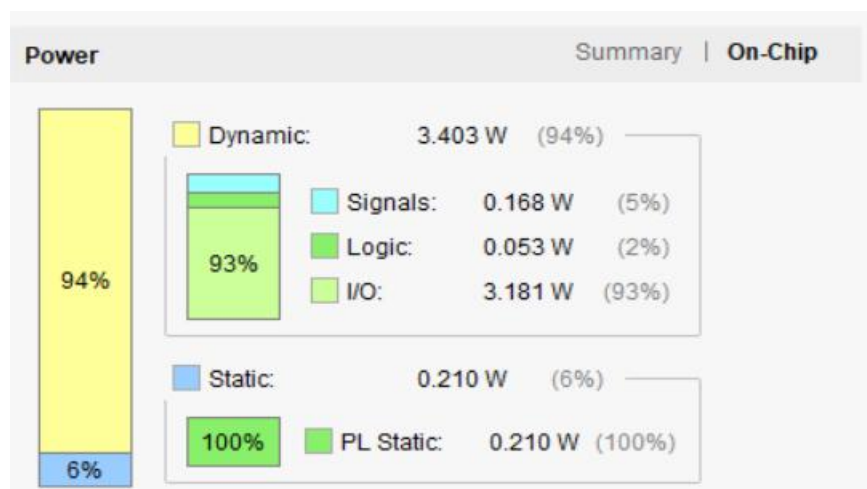 Power Summary | On-Chip
Dynamic: 3.403 W (94%)
Signals: 0.168 W (5%)
Logic: 0.053 W (2%)
93%
94%
I/O: 3.181 W (93%)
Static: 0.210 W (6%)
100% PL Static: 0.210 W (100%)
6%